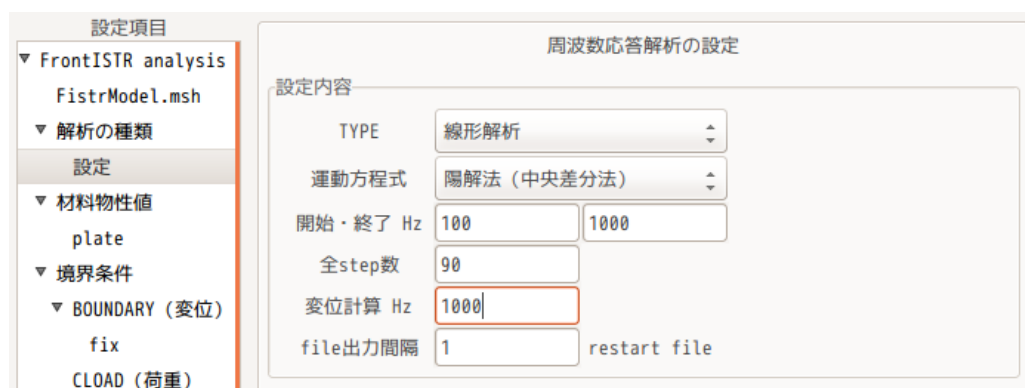 設定項目
▼ FrontISTR analysis
FistrModel.msh
▼ 解析の種類
設定
▼ 材料物性値
plate
▼ 境界条件
▼ BOUNDARY (変位)
fix
CLOAD (荷重)
周波数応答解析の設定
設定内容
TYPE 線形解析
運動方程式 陽解法 (中央差分法)
開始・終了 Hz 100 1000
全step数 90
変位計算 Hz 1000
file出力間隔 1 restart file